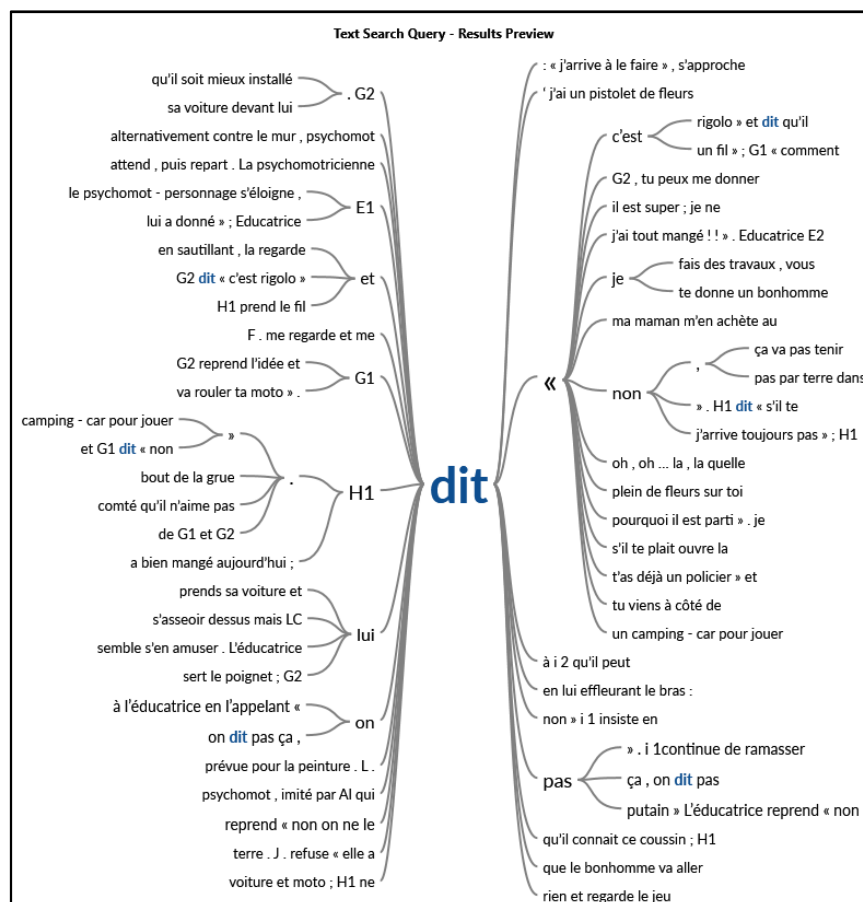 Text Search Query - Results Preview
qu'il soit mieux installé
sa voiture devant lui
. G2
alternativement contre le mur , psychomot
attend , puis repart . La psychomotricienne
le psychomot - personnage s'éloigne ,
lui a donné » ; Educatrice
E1
en sautillant , la regarde
G2 dit « c'est rigolo »
H1 prend le fil
et
F . me regarde et me
G2 reprend l'idée et
va rouler ta moto » .
G1
camping - car pour jouer
et G1 dit « non
»
bout de la grue
comté qu'il n'aime pas
de G1 et G2
.
a bien mangé aujourd'hui ;
H1
prends sa voiture et
s'asseoir dessus mais LC
semble s'en amuser . L'éducatrice
sert le poignet ; G2
lui
à l'éducatrice en l'appelant «
on dit pas ça ,
on
prévue pour la peinture . L .
psychomot , imité par Al qui
reprend « non on ne le
terre . J . refuse « elle a
voiture et moto ; H1 ne
dit
: « j'arrive à le faire » , s'approche
‘ j'ai un pistolet de fleurs
«
c'est
rigolo » et dit qu'il
un fil » ; G1 « comment
G2 , tu peux me donner
il est super ; je ne
j'ai tout mangé ! ! » . Educatrice E2
je
fais des travaux , vous
te donne un bonhomme
ma maman m'en achète au
non
,
ça va pas tenir
pas par terre dans
» . H1 dit « s'il te
j'arrive toujours pas » ; H1
oh , oh ... la , la quelle
plein de fleurs sur toi
pourquoi il est parti » . je
s'il te plait ouvre la
t'as déjà un policier » et
tu viens à côté de
un camping - car pour jouer
à i 2 qu'il peut
en lui effleurant le bras :
non » i 1 insiste en
pas
» . i 1continue de ramasser
ça , on dit pas
putain » L'éducatrice reprend « non
qu'il connait ce coussin ; H1
que le bonhomme va aller
rien et regarde le jeu